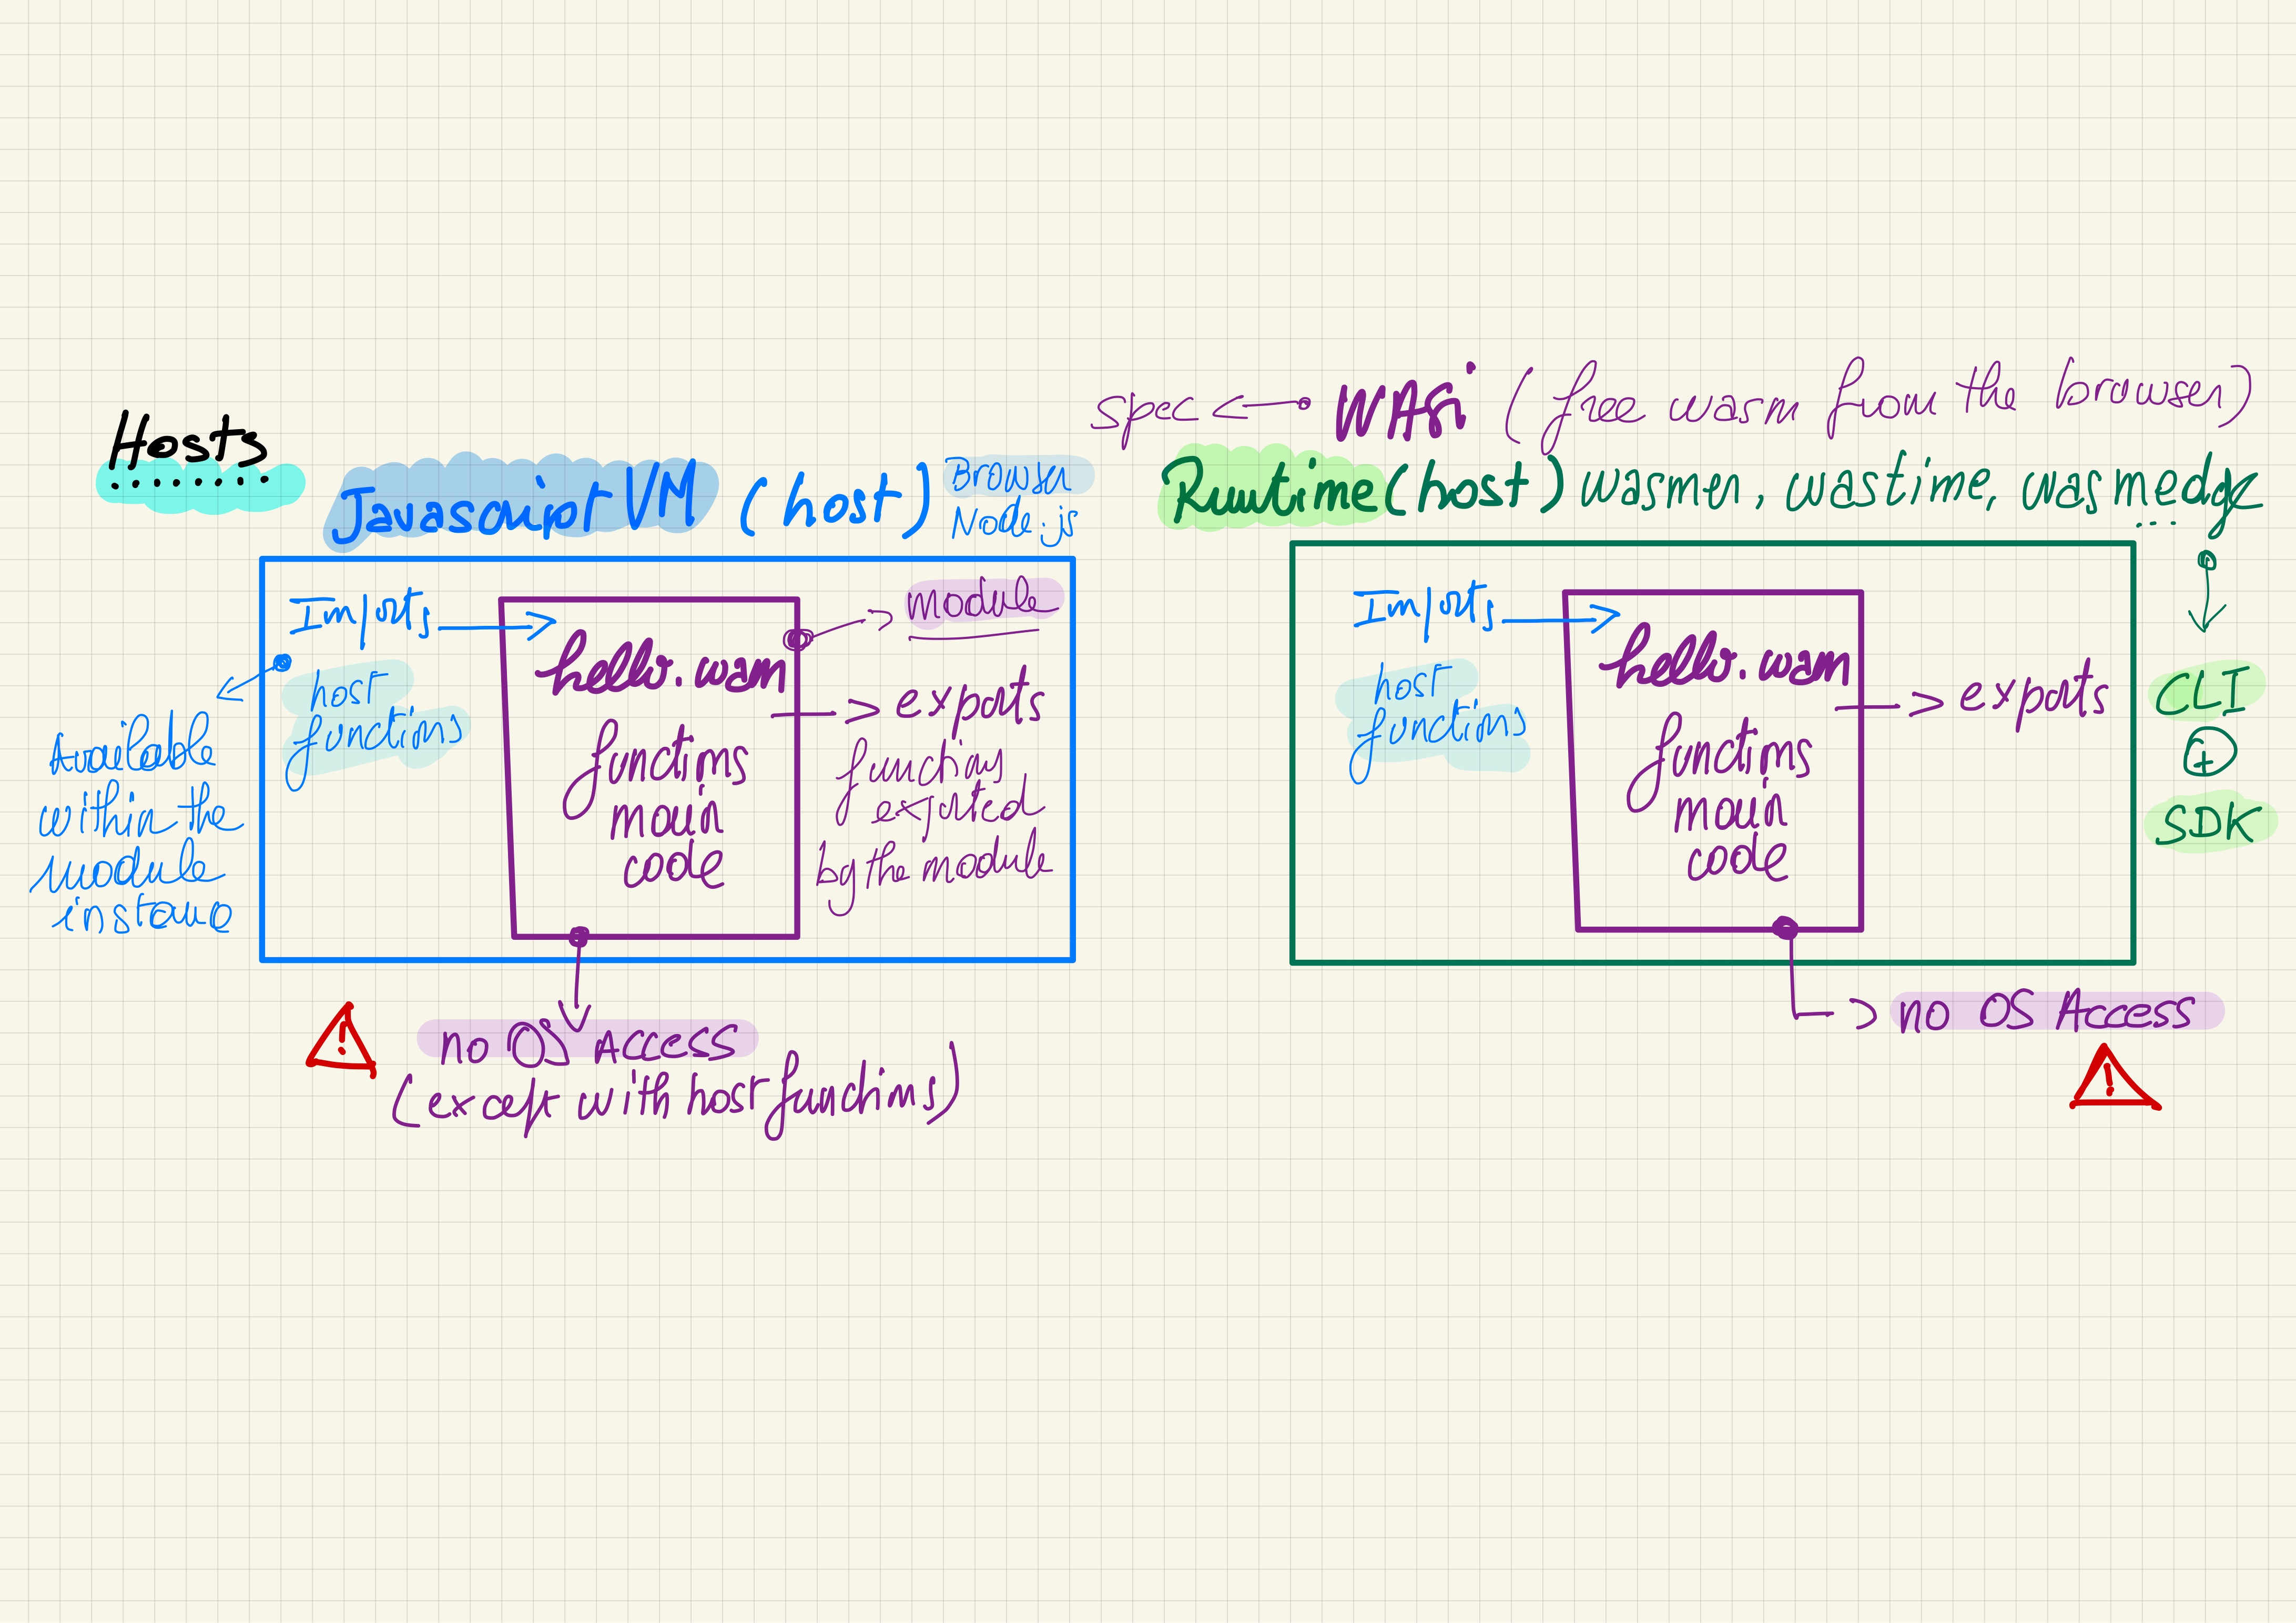 Hosts
Javascript VM (host)
Browser
Node.js
Imports
host
functions
Available
within the
module
instance
hello.wasm
functions
main
code
module
exports
functions
exported
by the module
no OS Access
(except with host functions)
spec WASi (free wasm from the browser)
Runtime (host) wasmer, wastime, wasmedge
...
Imports
host
functions
hello.wasm
functions
main
code
exports
CLI
+
SDK
no OS Access